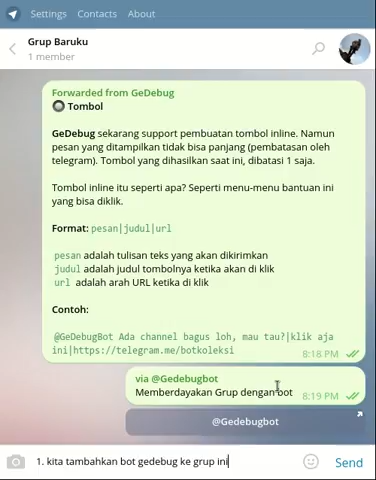 Settings Contacts About
Grup Baruku
1 member
Forwarded from GeDebug
Tombol
GeDebug sekarang support pembuatan tombol inline. Namun
pesan yang ditampilkan tidak bisa panjang (pembatasan oleh
telegram). Tombol yang dihasilkan saat ini, dibatasi 1 saja.
Tombol inline itu seperti apa? Seperti menu-menu bantuan ini
yang bisa diklik.
Format: pesan|judul|url
pesan adalah tulisan teks yang akan dikirimkan
judul adalah judul tombolnya ketika akan di klik
url adalah arah URL ketika di klik
Contoh:
@GeDebugBot Ada channel bagus loh, mau tau?|klik aja
ini|https://telegram.me/botkoleksi
8:18 PM
via @Gedebugbot
Memberdayakan Grup dengan bot
8:19 PM
@Gedebugbot
1. kita tambahkan bot gedebug ke grup ini
Send